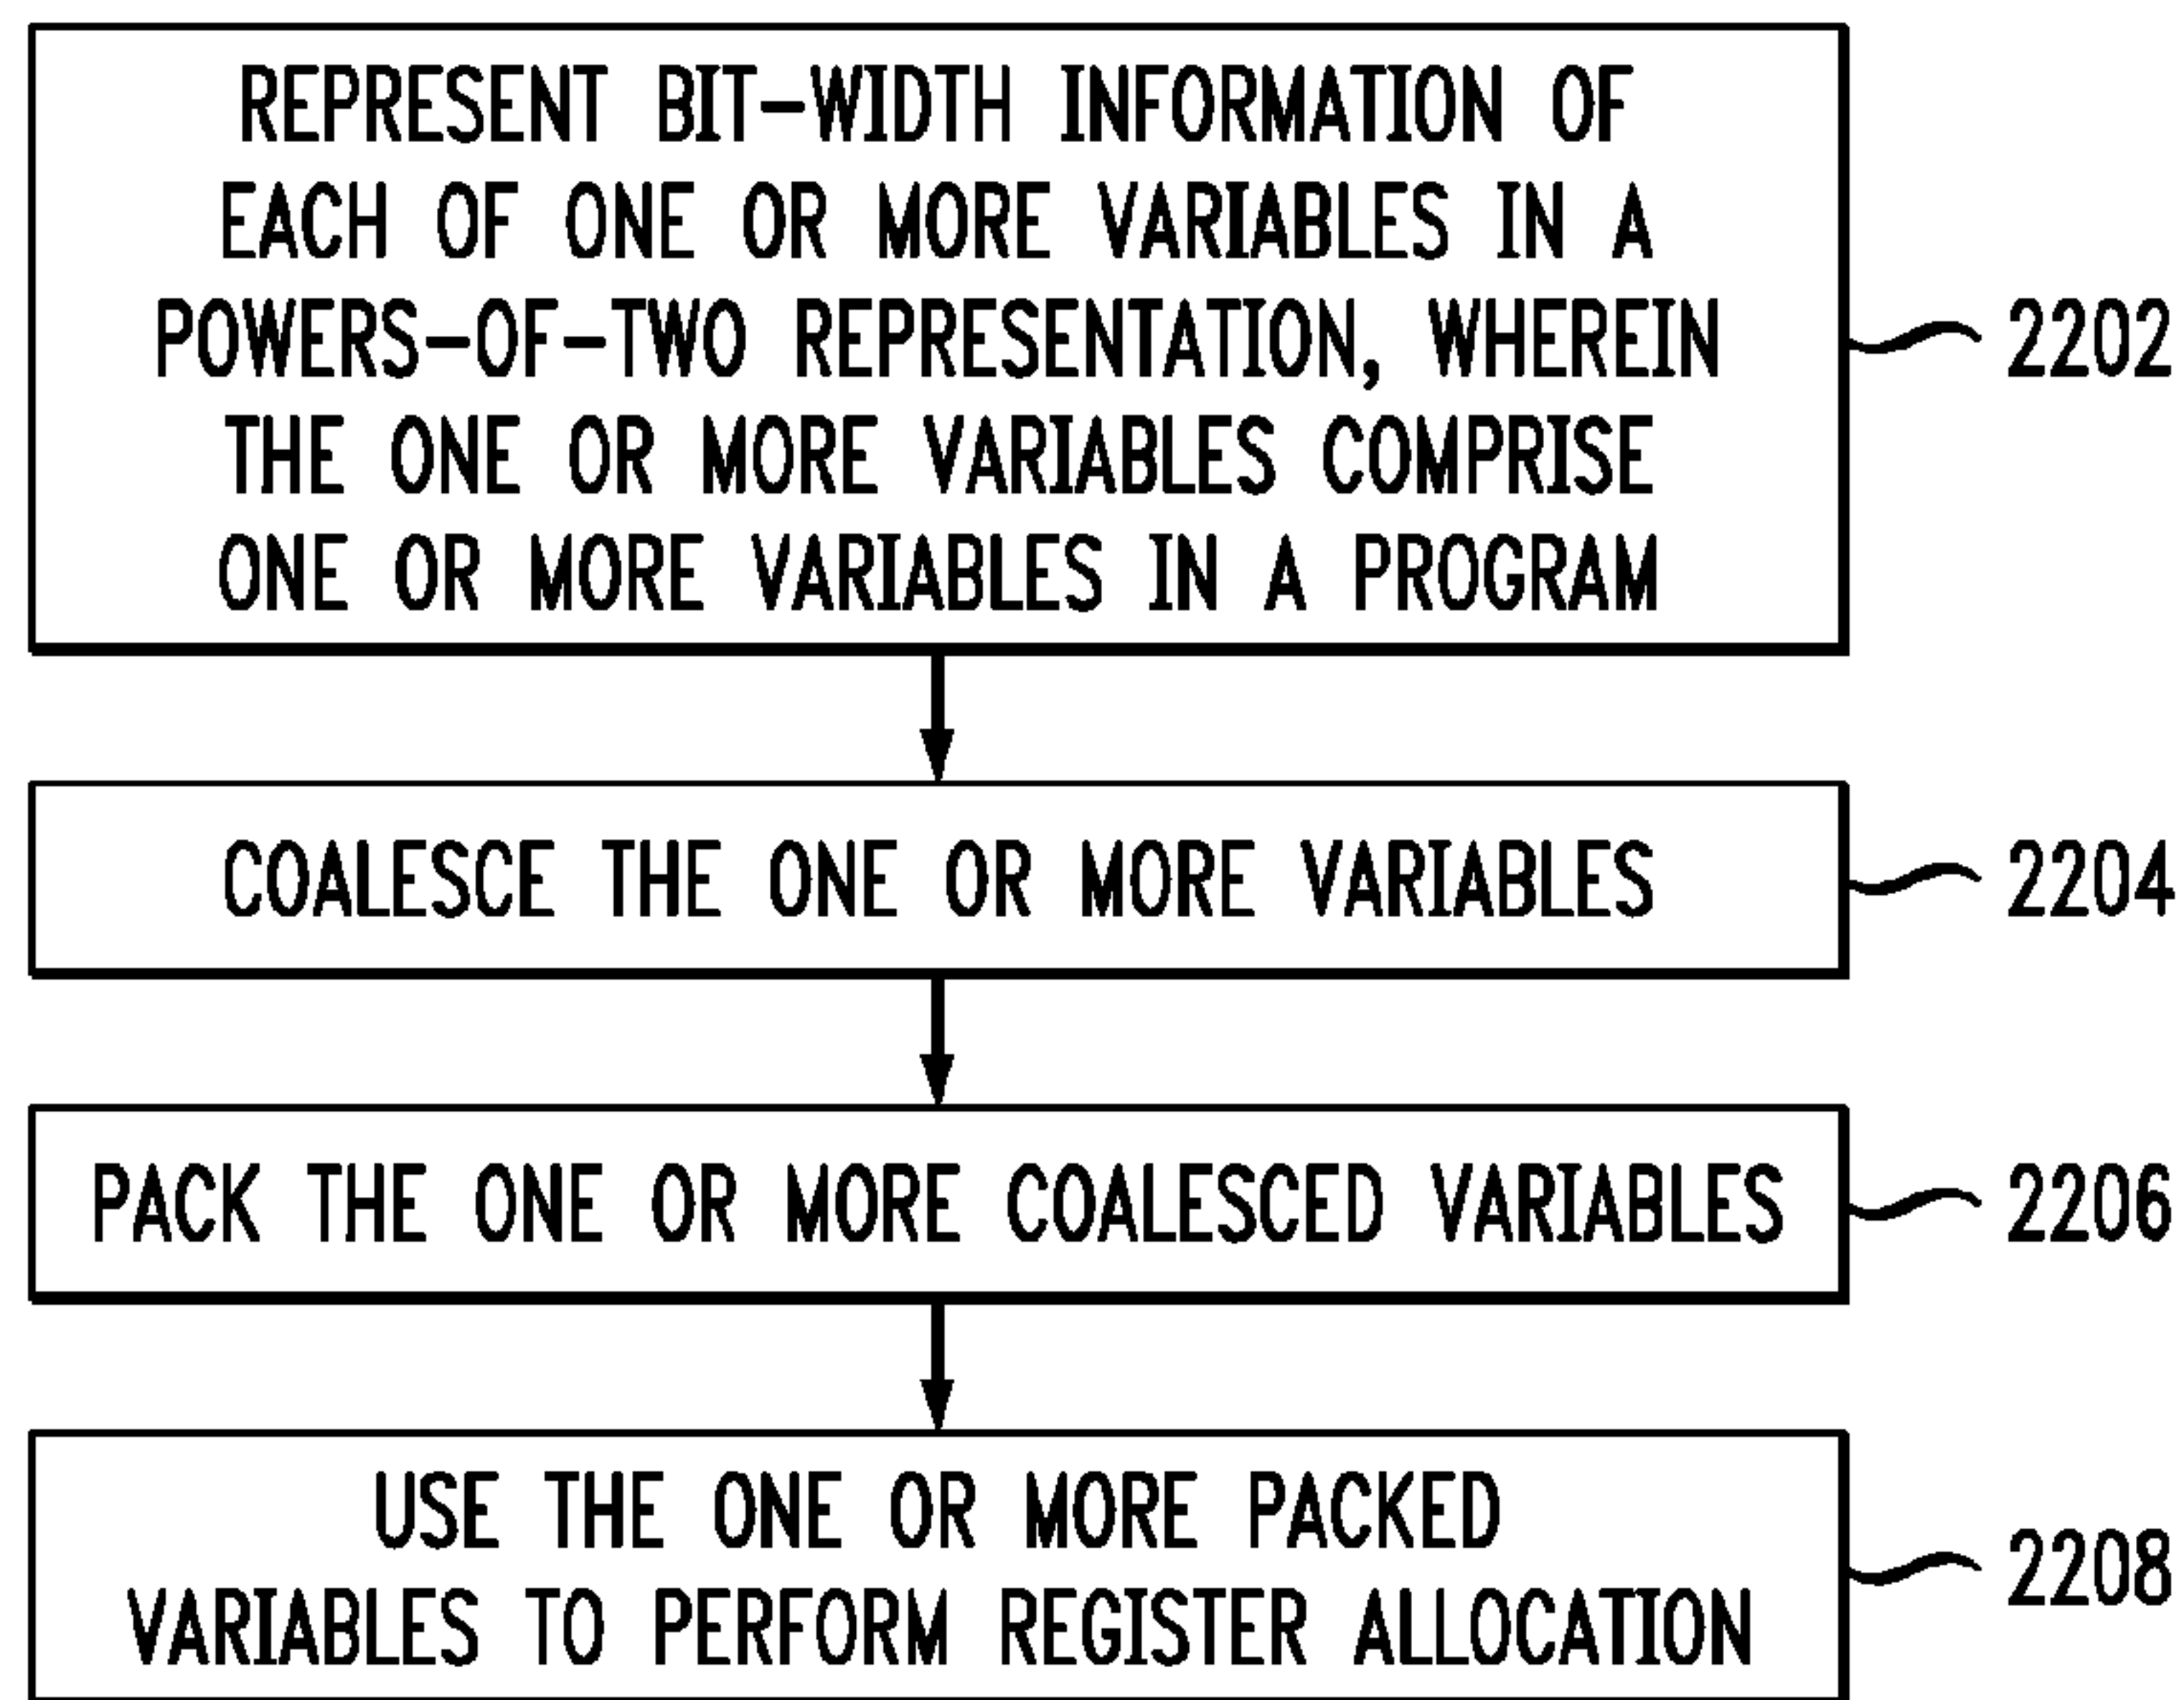 REPRESENT BIT-WIDTH INFORMATION OF
EACH OF ONE OR MORE VARIABLES IN A
POWERS-OF-TWO REPRESENTATION, WHEREIN
THE ONE OR MORE VARIABLES COMPRISE
ONE OR MORE VARIABLES IN A PROGRAM
2202
COALESCE THE ONE OR MORE VARIABLES
2204
PACK THE ONE OR MORE COALESCED VARIABLES
2206
USE THE ONE OR MORE PACKED
VARIABLES TO PERFORM REGISTER ALLOCATION
2208